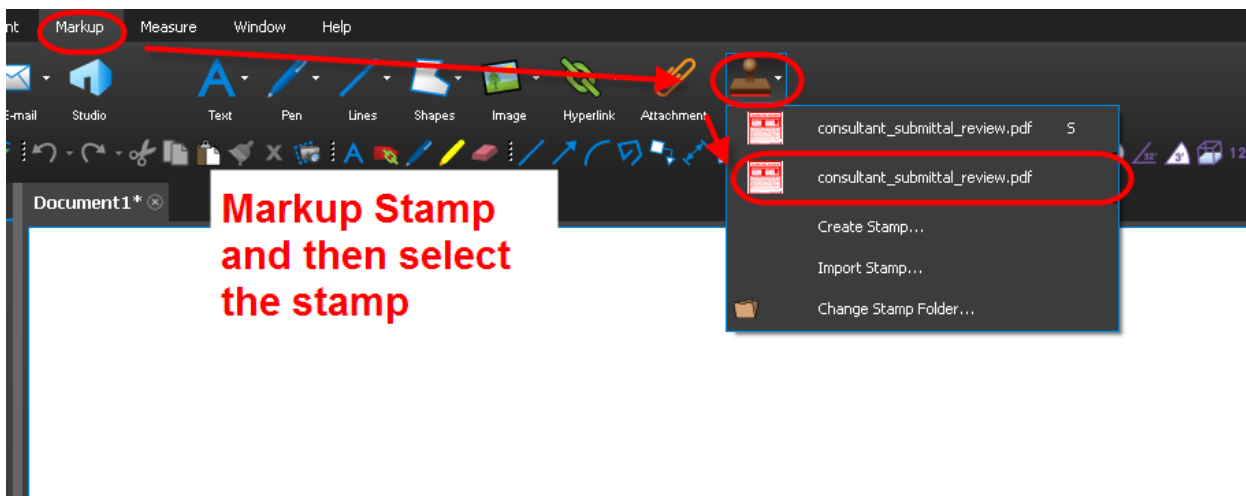 nt Markup Measure Window Help
E-mail Studio Text Pen Lines Shapes Image Hyperlink Attachment
consultant_submittal_review.pdf S
consultant_submittal_review.pdf
Create Stamp...
Import Stamp...
Change Stamp Folder...
Document1*
Markup Stamp
and then select
the stamp